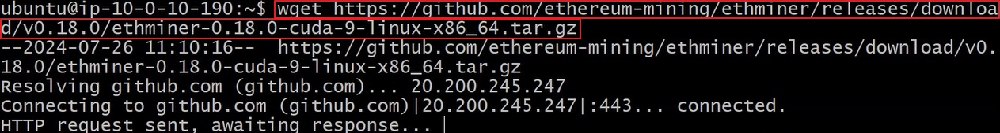 ubuntu@ip-10-0-10-190:~$ wget https://github.com/ethereum-mining/ethminer/releases/downloa
d/v0.18.0/ethminer-0.18.0-cuda-9-linux-x86_64.tar.gz
--2024-07-26 11:10:16--  https://github.com/ethereum-mining/ethminer/releases/download/v0.
18.0/ethminer-0.18.0-cuda-9-linux-x86_64.tar.gz
Resolving github.com (github.com)... 20.200.245.247
Connecting to github.com (github.com)|20.200.245.247|:443... connected.
HTTP request sent, awaiting response...